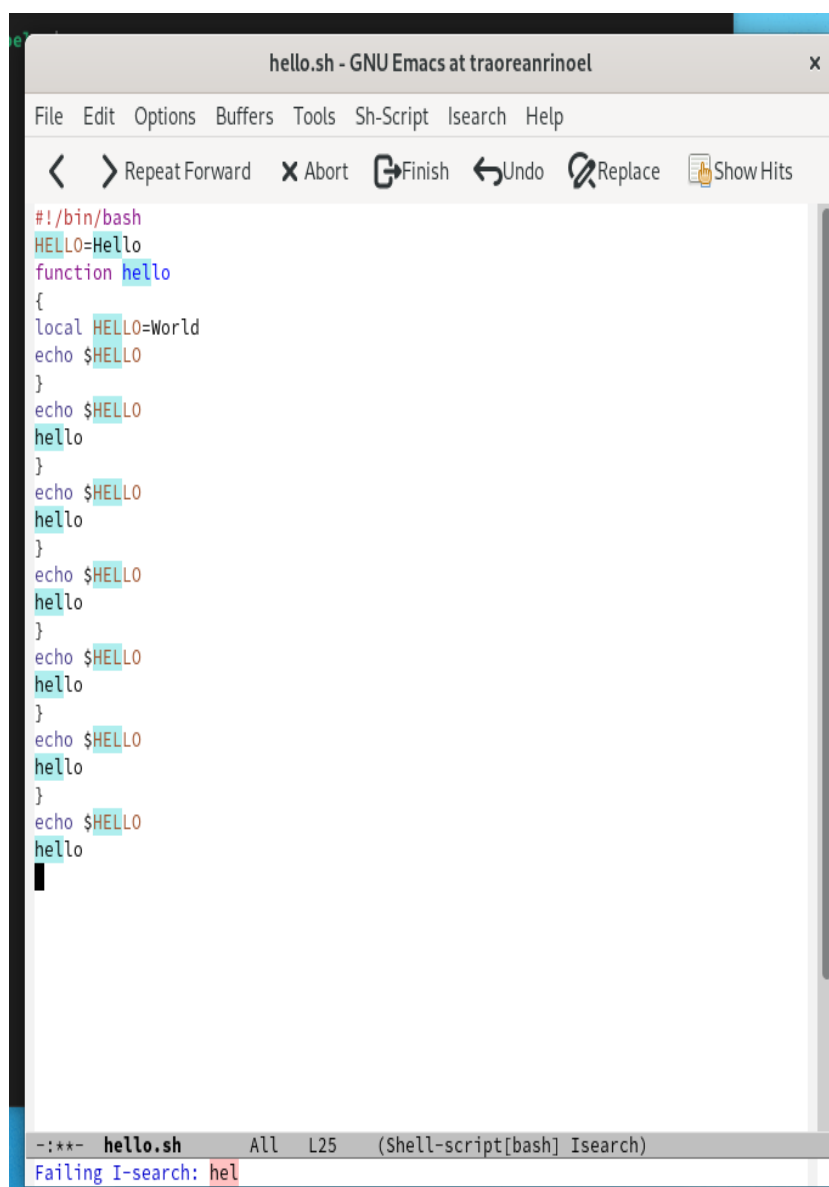 hello.sh - GNU Emacs at traoreanrinoel x
File Edit Options Buffers Tools Sh-Script Isearch Help
Repeat Forward Abort Finish Undo Replace Show Hits
#!/bin/bash
HELLO=Hello
function hello
{
local HELLO=World
echo $HELLO
}
echo $HELLO
hello
}
echo $HELLO
hello
}
echo $HELLO
hello
}
echo $HELLO
hello
}
echo $HELLO
hello
}
echo $HELLO
hello
-:**- hello.sh All L25 (Shell-script[bash] Isearch)
Failing I-search: hel